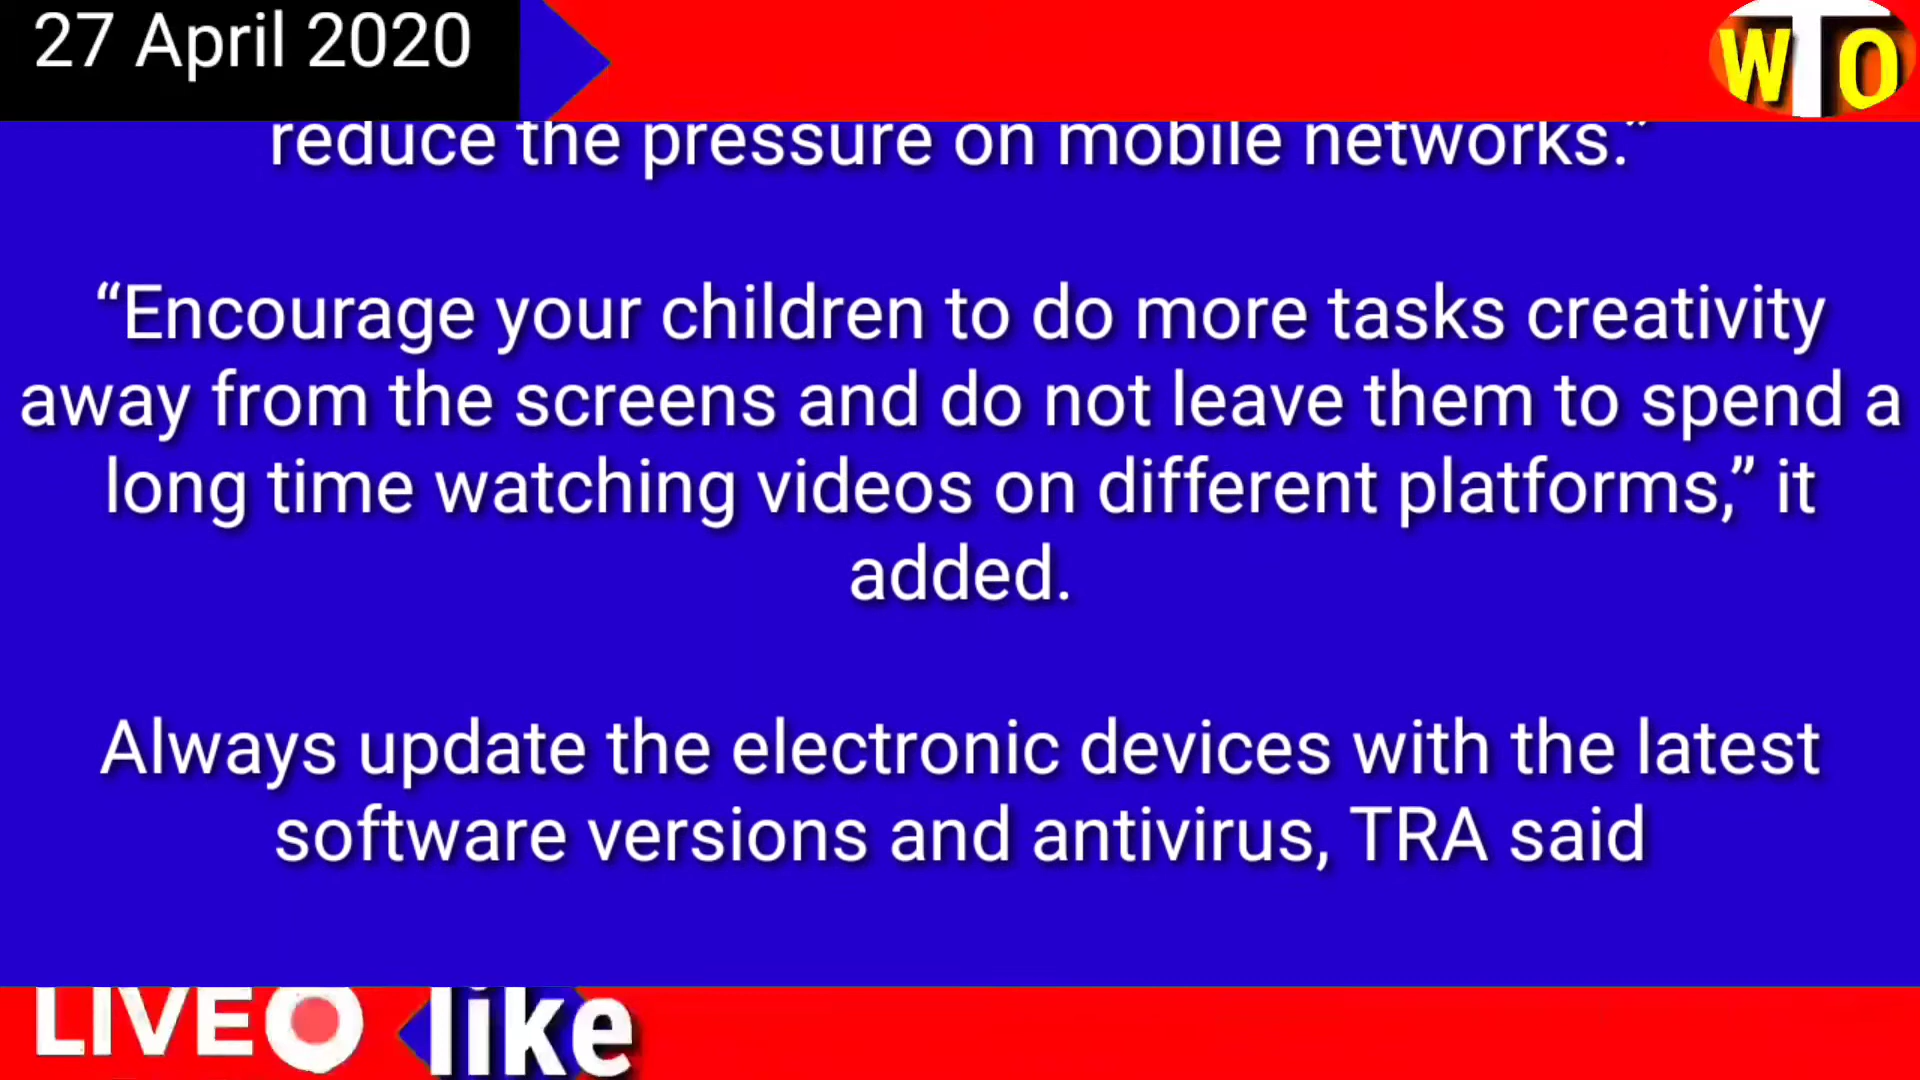 27 April 2020
WTO
reduce the pressure on mobile networks.”
“Encourage your children to do more tasks creativity
away from the screens and do not leave them to spend a
long time watching videos on different platforms,” it
added.
Always update the electronic devices with the latest
software versions and antivirus, TRA said
LIVE like